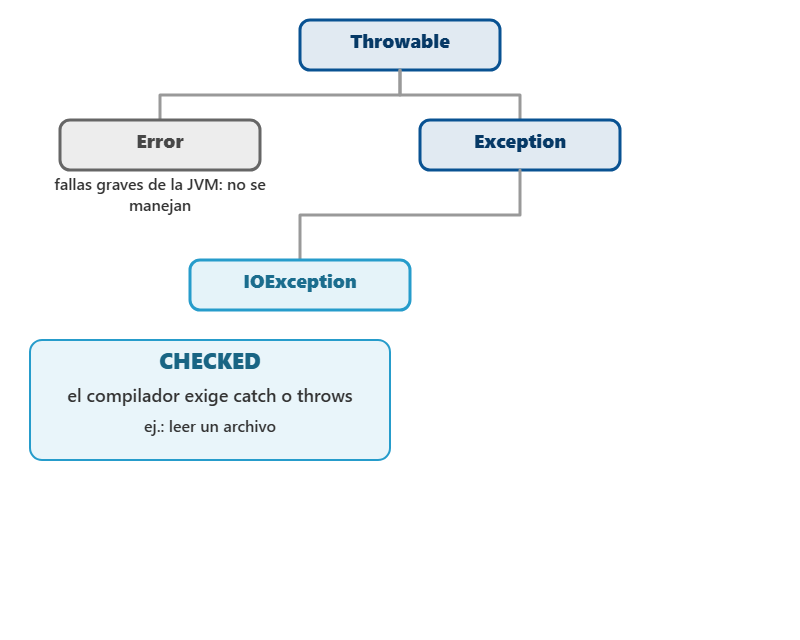 Throwable
Error
Exception
fallas graves de la JVM: no se
manejan
IOException
CHECKED
el compilador exige catch o throws
ej.: leer un archivo